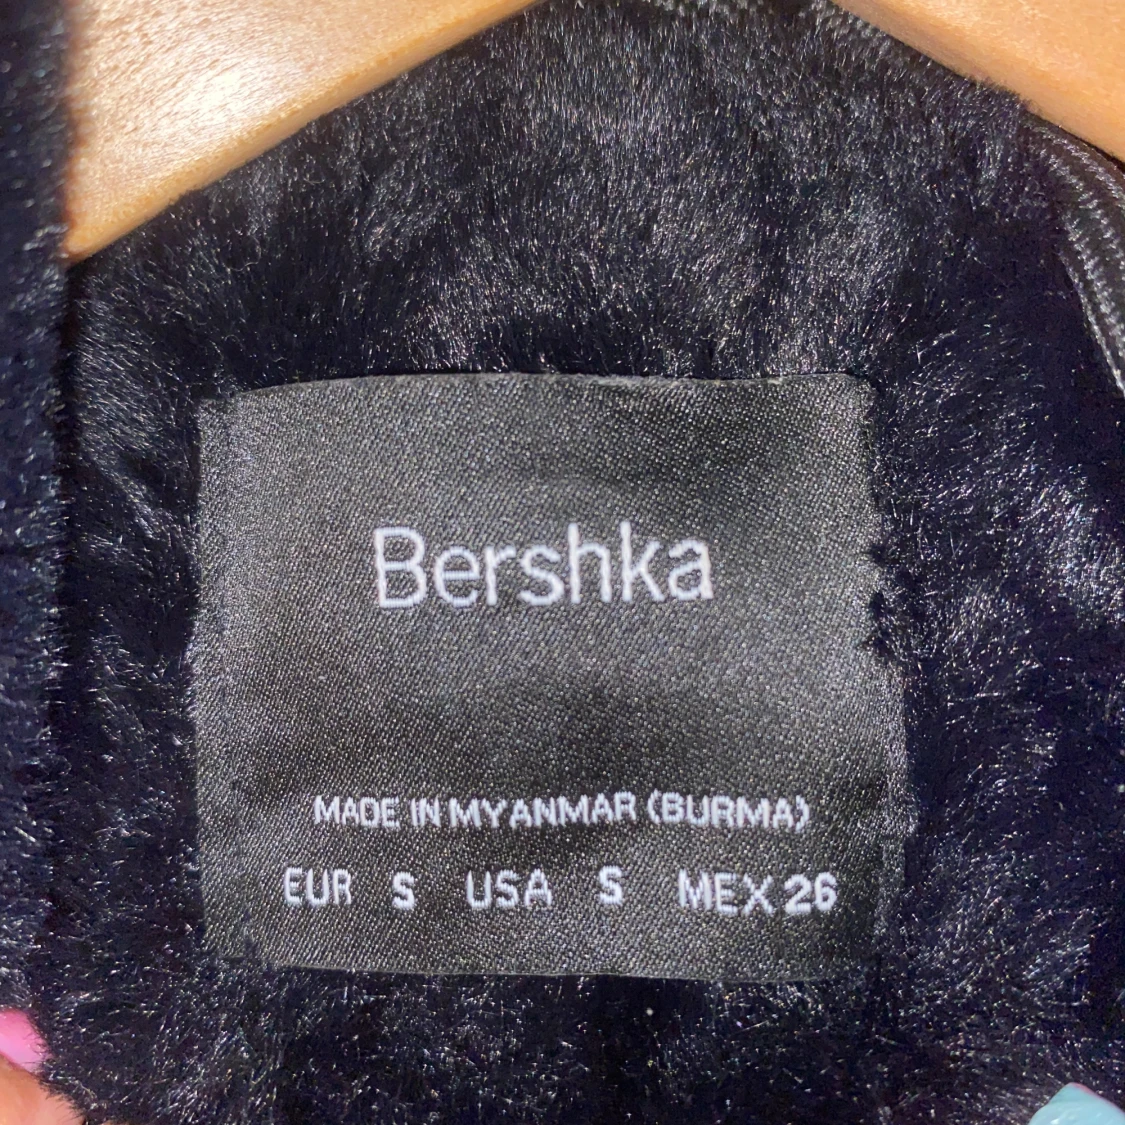 Bershka
MADE IN MYANMAR (BURMA)
EUR S USA S MEX 26